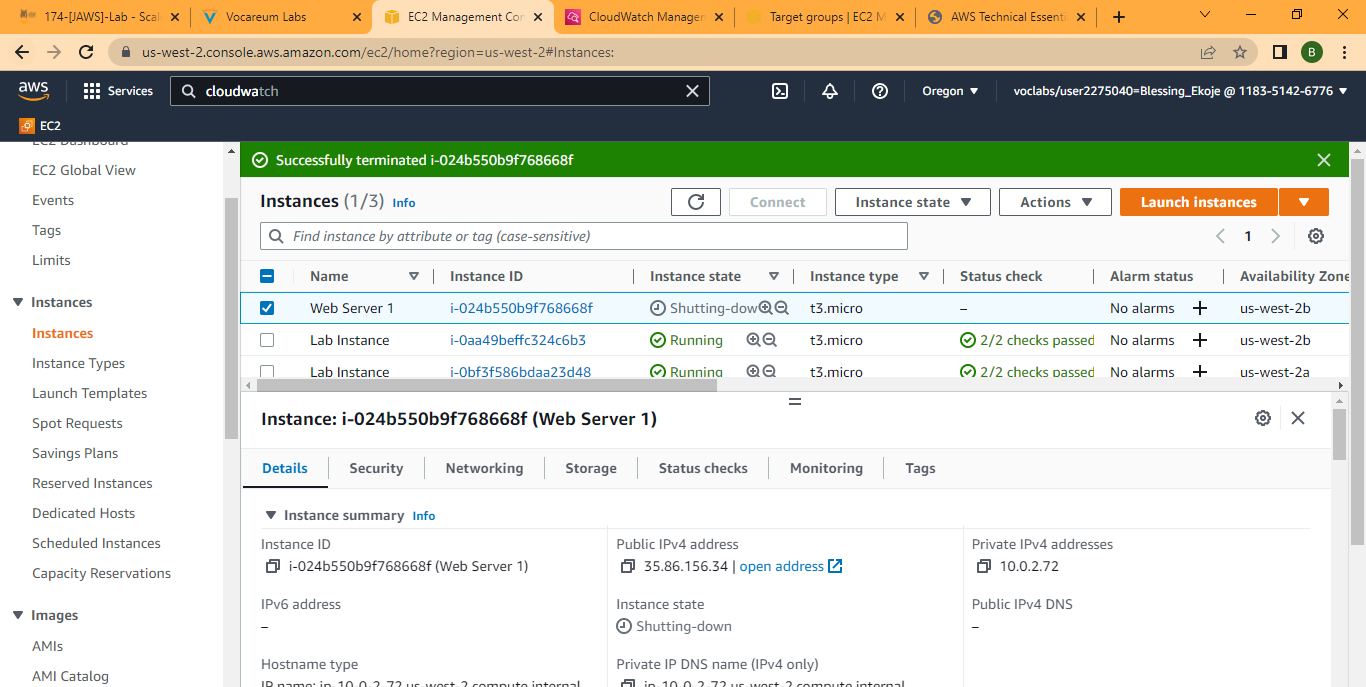 174-[JAWS]-Lab - Scal
Vocareum Labs
EC2 Management Con
CloudWatch Managem
Target groups | EC2 M
AWS Technical Essenti
us-west-2.console.aws.amazon.com/ec2/home?region=us-west-2#Instances:
B
aws
Services
cloudwatch
Oregon
voclabs/user2275040=Blessing_Ekoje @ 1183-5142-6776
EC2
EC2 Dashboard
EC2 Global View
Events
Tags
Limits
Instances
Instances
Instance Types
Launch Templates
Spot Requests
Savings Plans
Reserved Instances
Dedicated Hosts
Scheduled Instances
Capacity Reservations
Images
AMIs
AMI Catalog
Successfully terminated i-024b550b9f768668f
Instances (1/3) Info
Connect
Instance state
Actions
Launch instances
Find instance by attribute or tag (case-sensitive)
1
Name Instance ID Instance state Instance type Status check Alarm status Availability Zone
Web Server 1 i-024b550b9f768668f Shutting-dow t3.micro – No alarms + us-west-2b
Lab Instance i-0aa49beffc324c6b3 Running t3.micro 2/2 checks passed No alarms + us-west-2b
Lab Instance i-0bf3f586bdaa23d48 Running t3.micro 2/2 checks passed No alarms + us-west-2a
Instance: i-024b550b9f768668f (Web Server 1)
Details Security Networking Storage Status checks Monitoring Tags
Instance summary Info
Instance ID
i-024b550b9f768668f (Web Server 1)
Public IPv4 address
35.86.156.34 | open address
Private IPv4 addresses
10.0.2.72
IPv6 address
–
Instance state
Shutting-down
Public IPv4 DNS
–
Hostname type
IP name: ip-10-0-2-72.us-west-2.compute.internal
Private IP DNS name (IPv4 only)
ip-10-0-2-72.us-west-2.compute.internal